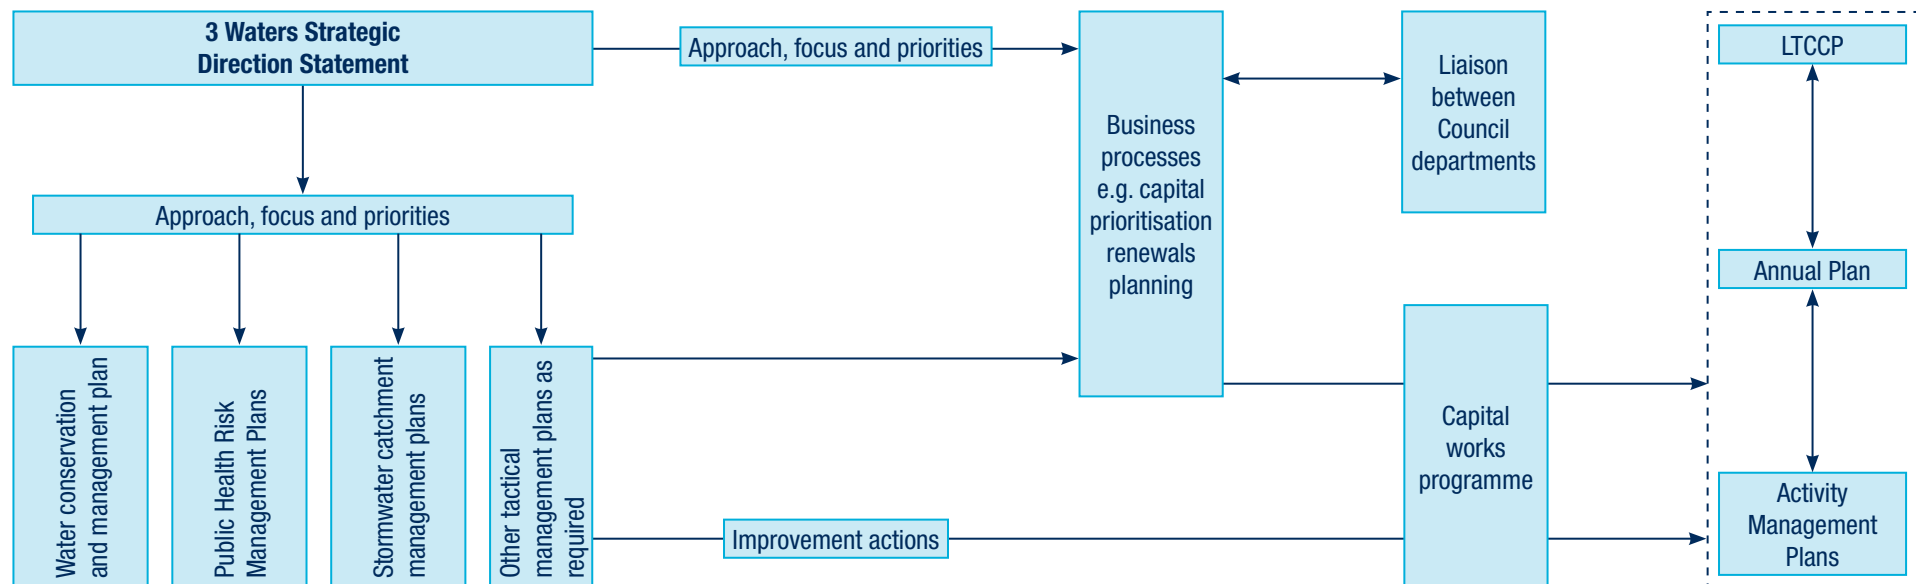 3 Waters Strategic
Direction Statement
Approach, focus and priorities
Approach, focus and priorities
Water conservation
and management plan
Public Health Risk
Management Plans
Stormwater catchment
management plans
Other tactical
management plans as
required
Improvement actions
Business
processes
e.g. capital
prioritisation
renewals
planning
Liaison
between
Council
departments
Capital
works
programme
LTCCP
Annual Plan
Activity
Management
Plans